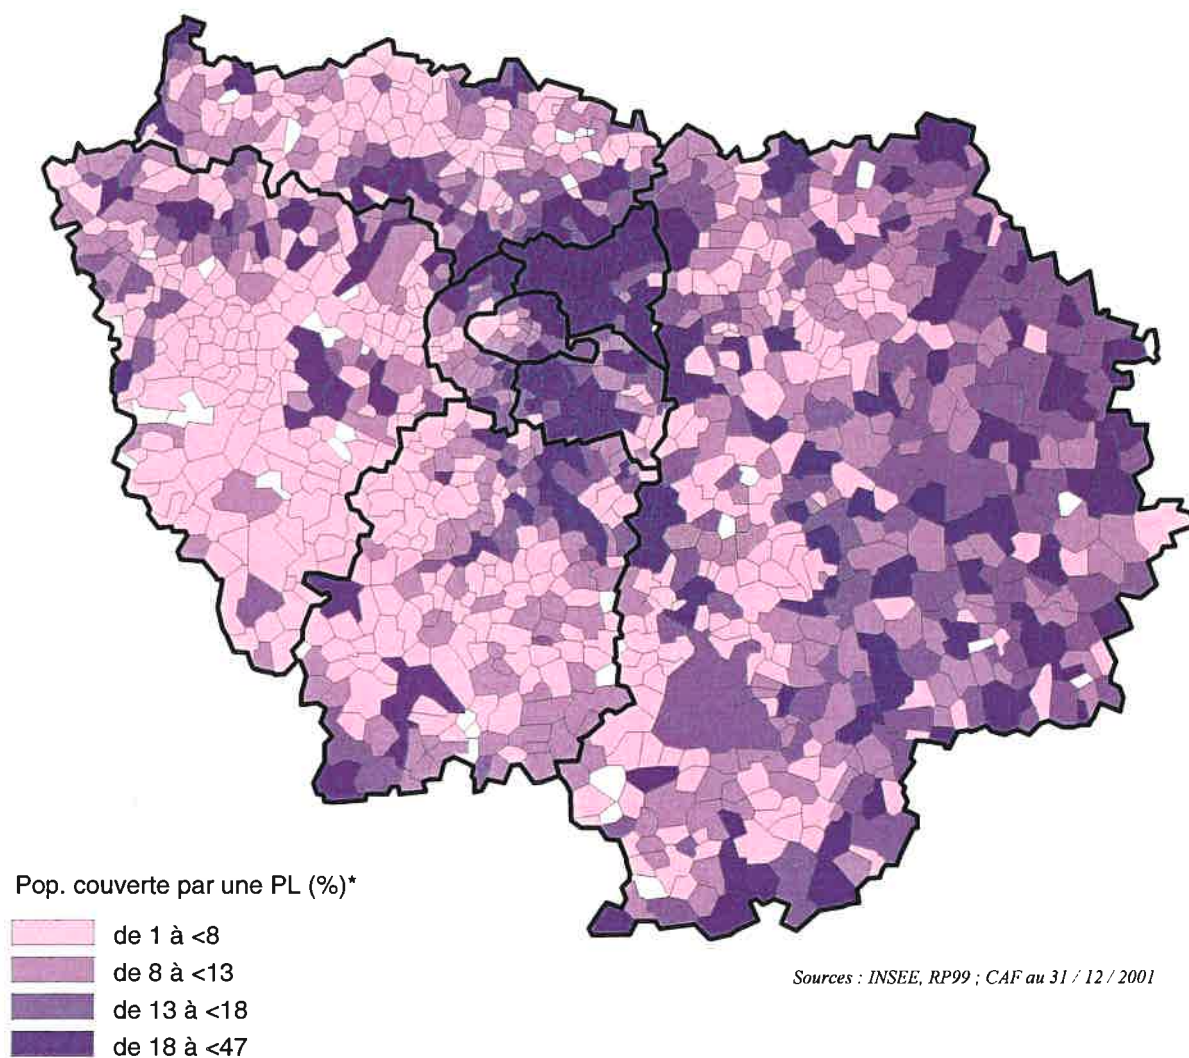 Pop. couverte par une PL (%)*
de 1 à <8
de 8 à <13
de 13 à <18
de 18 à <47
Sources : INSEE, RP99 ; CAF au 31 / 12 / 2001